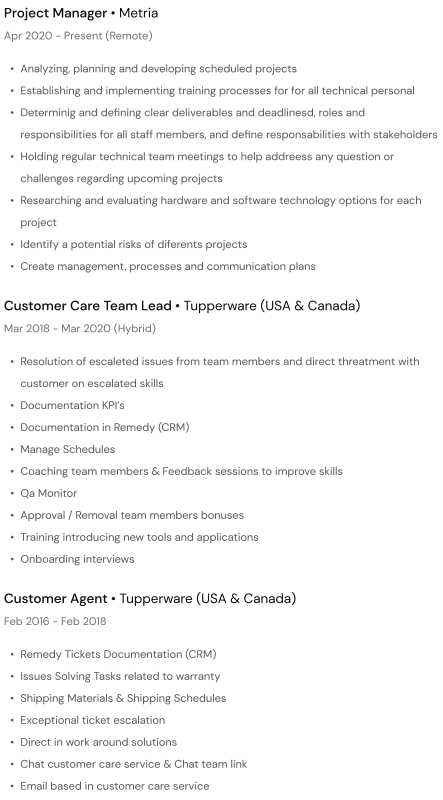 Project Manager • Metria
Apr 2020 - Present (Remote)
• Analyzing, planning and developing scheduled projects
• Establishing and implementing training processes for for all technical personal
• Determinig and defining clear deliverables and deadlinesd, roles and
responsibilities for all staff members, and define responsabilities with stakeholders
• Holding regular technical team meetings to help addreess any question or
challenges regarding upcoming projects
• Researching and evaluating hardware and software technology options for each
project
• Identify a potential risks of diferents projects
• Create management, processes and communication plans
Customer Care Team Lead • Tupperware (USA & Canada)
Mar 2018 - Mar 2020 (Hybrid)
• Resolution of escaleted issues from team members and direct threatment with
customer on escalated skills
• Documentation KPI's
• Documentation in Remedy (CRM)
• Manage Schedules
• Coaching team members & Feedback sessions to improve skills
• Qa Monitor
• Approval / Removal team members bonuses
• Training introducing new tools and applications
• Onboarding interviews
Customer Agent • Tupperware (USA & Canada)
Feb 2016 - Feb 2018
• Remedy Tickets Documentation (CRM)
• Issues Solving Tasks related to warranty
• Shipping Materials & Shipping Schedules
• Exceptional ticket escalation
• Direct in work around solutions
• Chat customer care service & Chat team link
• Email based in customer care service